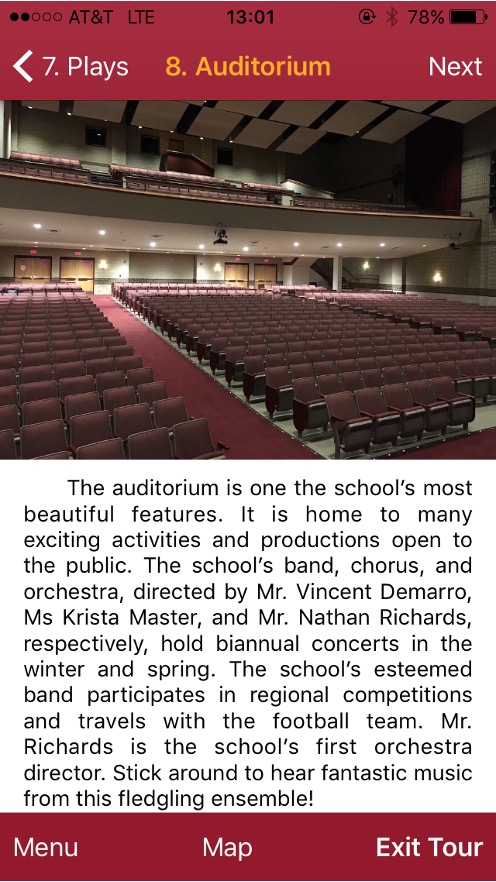 AT&T LTE 13:01 78%
7. Plays 8. Auditorium Next
The auditorium is one the school's most
beautiful features. It is home to many
exciting activities and productions open to
the public. The school's band, chorus, and
orchestra, directed by Mr. Vincent Demarro,
Ms Krista Master, and Mr. Nathan Richards,
respectively, hold biannual concerts in the
winter and spring. The school's esteemed
band participates in regional competitions
and travels with the football team. Mr.
Richards is the school's first orchestra
director. Stick around to hear fantastic music
from this fledgling ensemble!
Menu Map Exit Tour